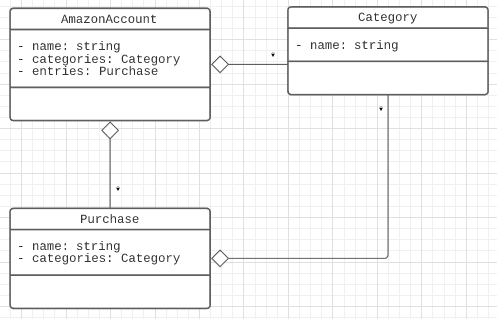 AmazonAccount
- name: string
- categories: Category
- entries: Purchase
*
Category
- name: string
*
*
Purchase
- name: string
- categories: Category